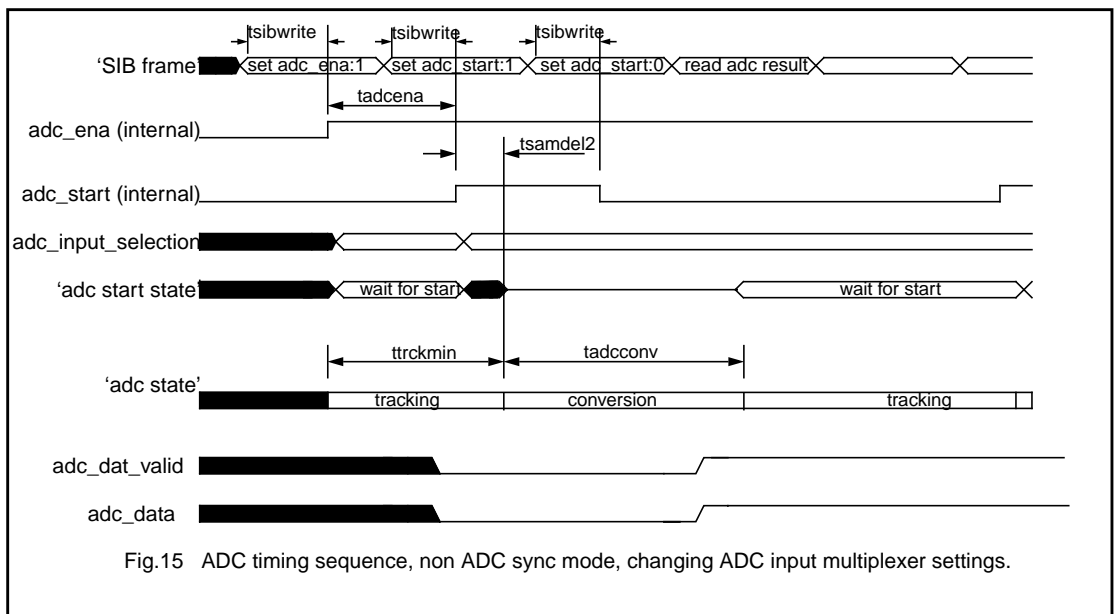 tsibwrite tsibwrite tsibwrite
‘SIB frame’ set adc_ena:1 set adc_start:1 set adc_start:0 read adc result
tadcena
adc_ena (internal)
tsamdel2
adc_start (internal)
adc_input_selection
‘adc start state’ wait for start wait for start
ttrckmin tadcconv
‘adc state’
tracking conversion tracking
adc_dat_valid
adc_data
Fig.15 ADC timing sequence, non ADC sync mode, changing ADC input multiplexer settings.